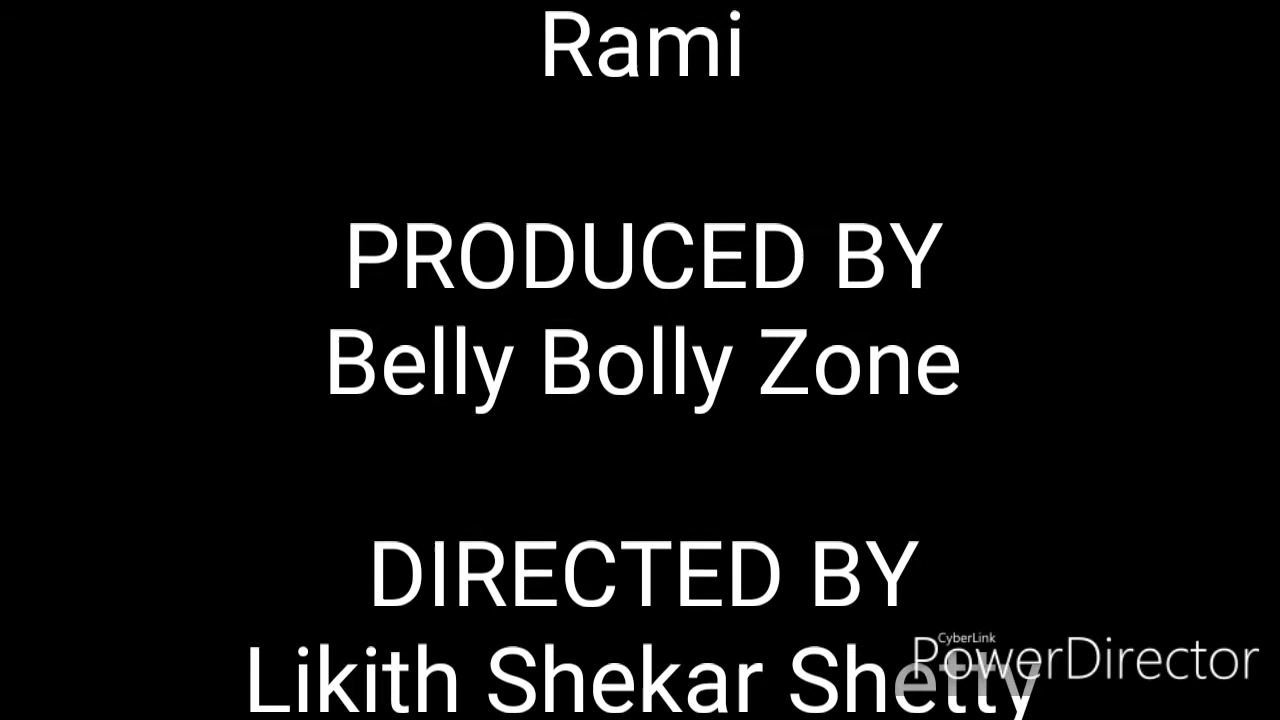 Rami
PRODUCED BY
Belly Bolly Zone
DIRECTED BY
Likith Shekar Shetty
CyberLink
PowerDirector